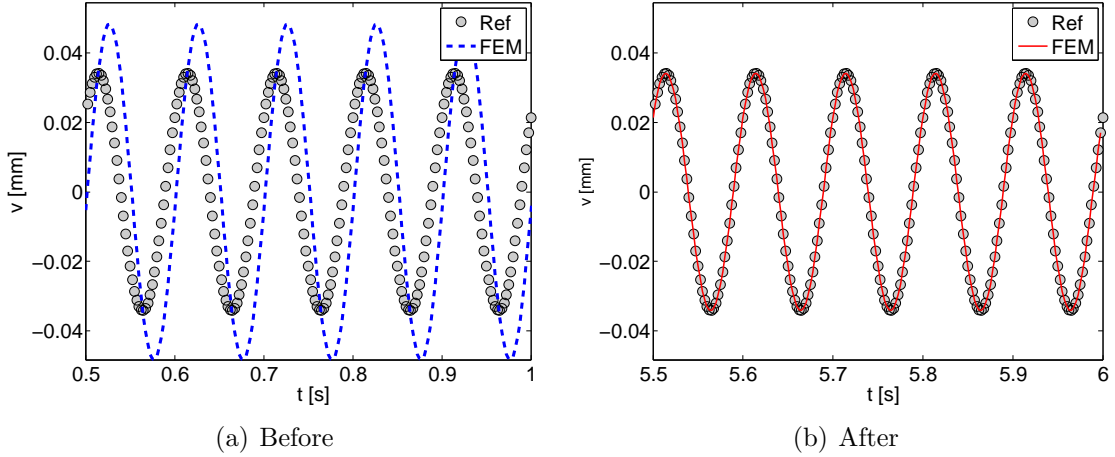 Ref
FEM
0.04
0.02
0
−0.02
−0.04
v [mm]
0.5 0.6 0.7 0.8 0.9 1
t [s]
(a) Before
Ref
FEM
0.04
0.02
0
−0.02
−0.04
v [mm]
5.5 5.6 5.7 5.8 5.9 6
t [s]
(b) After